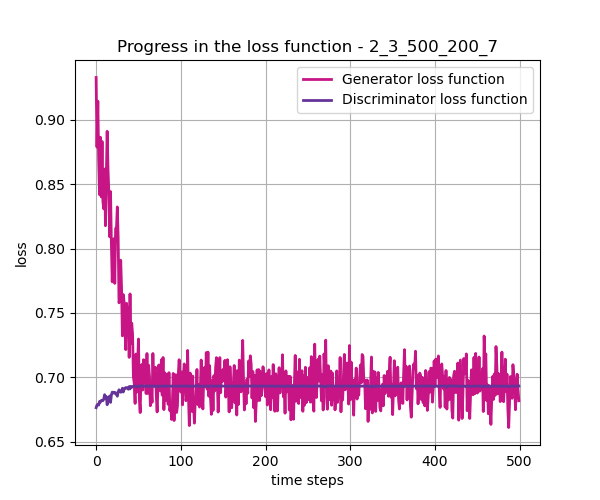 Progress in the loss function - 2_3_500_200_7
Generator loss function
Discriminator loss function
0.90
0.85
0.80
0.75
0.70
0.65
loss
0 100 200 300 400 500
time steps